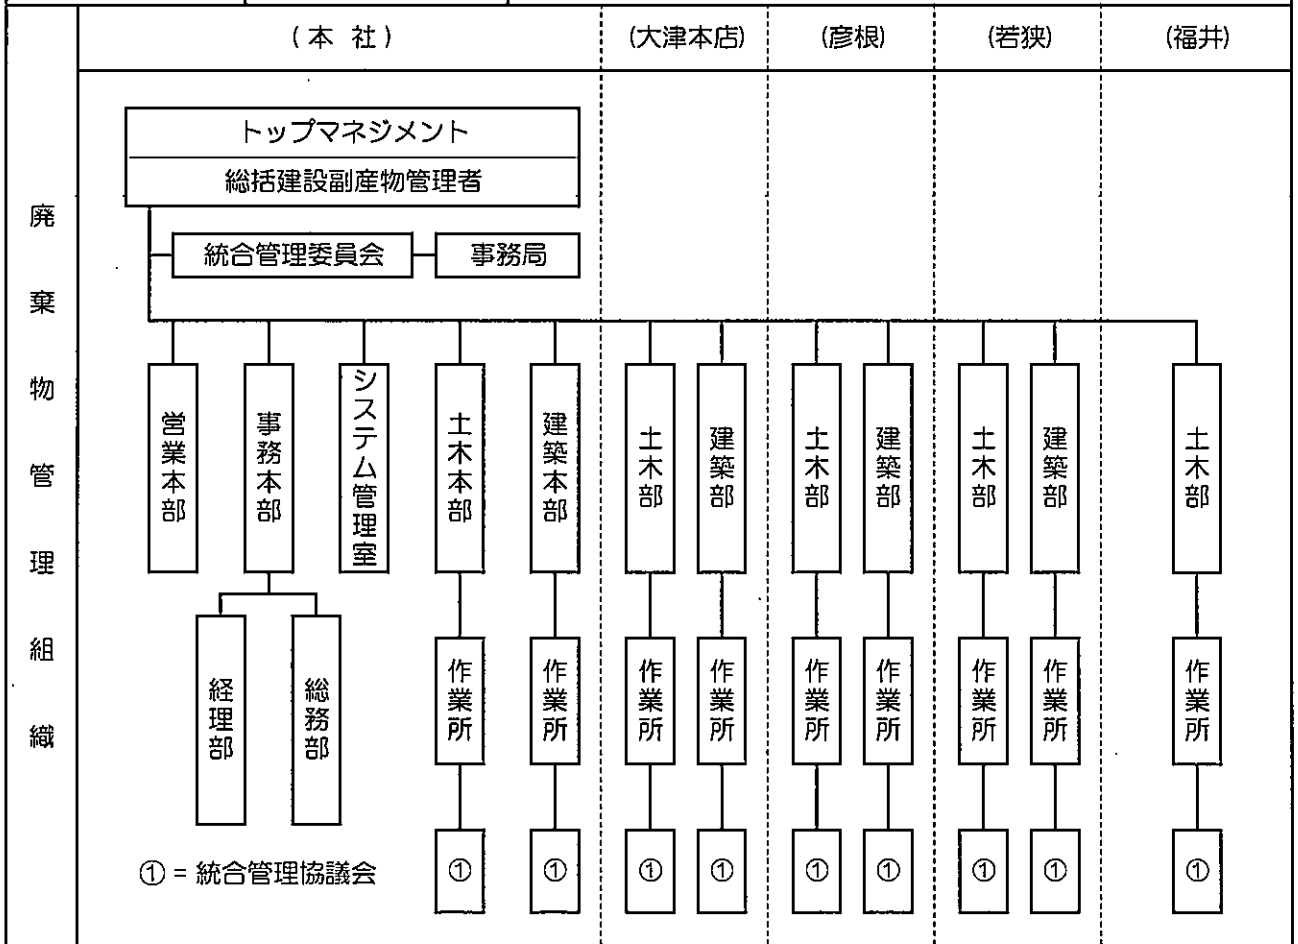 (本 社)
(大津本店)
(彦根)
(若狭)
(福井)
廃棄物管理組織
トップマネジメント
総括建設副産物管理者
統合管理委員会
事務局
営業本部
事務本部
システム管理室
土木本部
建築本部
土木部
建築部
土木部
建築部
土木部
建築部
土木部
経理部
総務部
作業所
作業所
作業所
作業所
作業所
作業所
作業所
作業所
作業所
① = 統合管理協議会
①
①
①
①
①
①
①
①
①